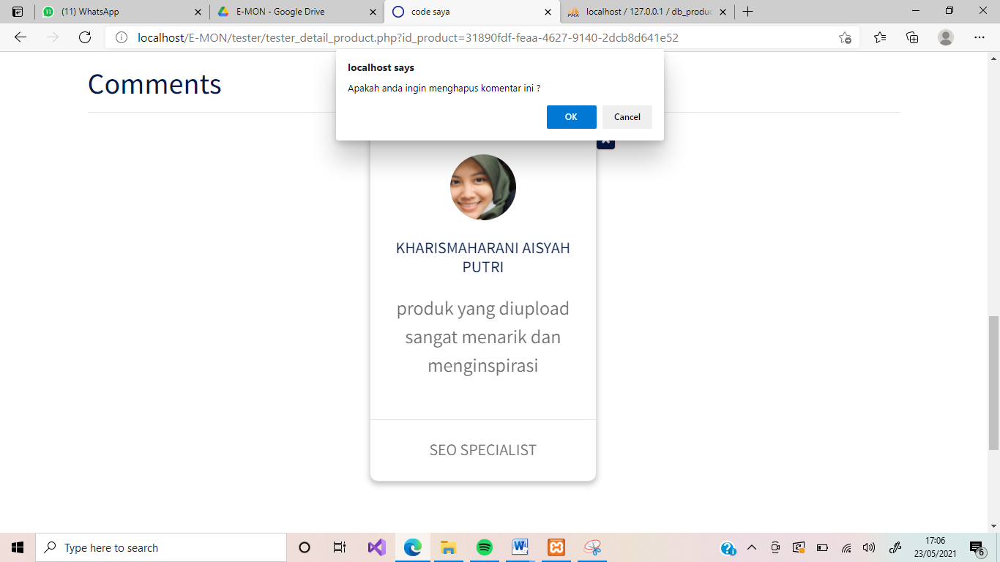 (11) WhatsApp
E-MON - Google Drive
code saya
localhost / 127.0.0.1 / db_produc
localhost/E-MON/tester/tester_detail_product.php?id_product=31890fdf-feaa-4627-9140-2dcb8d641e52
localhost says
Apakah anda ingin menghapus komentar ini ?
OK
Cancel
Comments
KHARISMAHARANI AISYAH
PUTRI
produk yang diupload
sangat menarik dan
menginspirasi
SEO SPECIALIST
Type here to search
17:06
23/05/2021
6